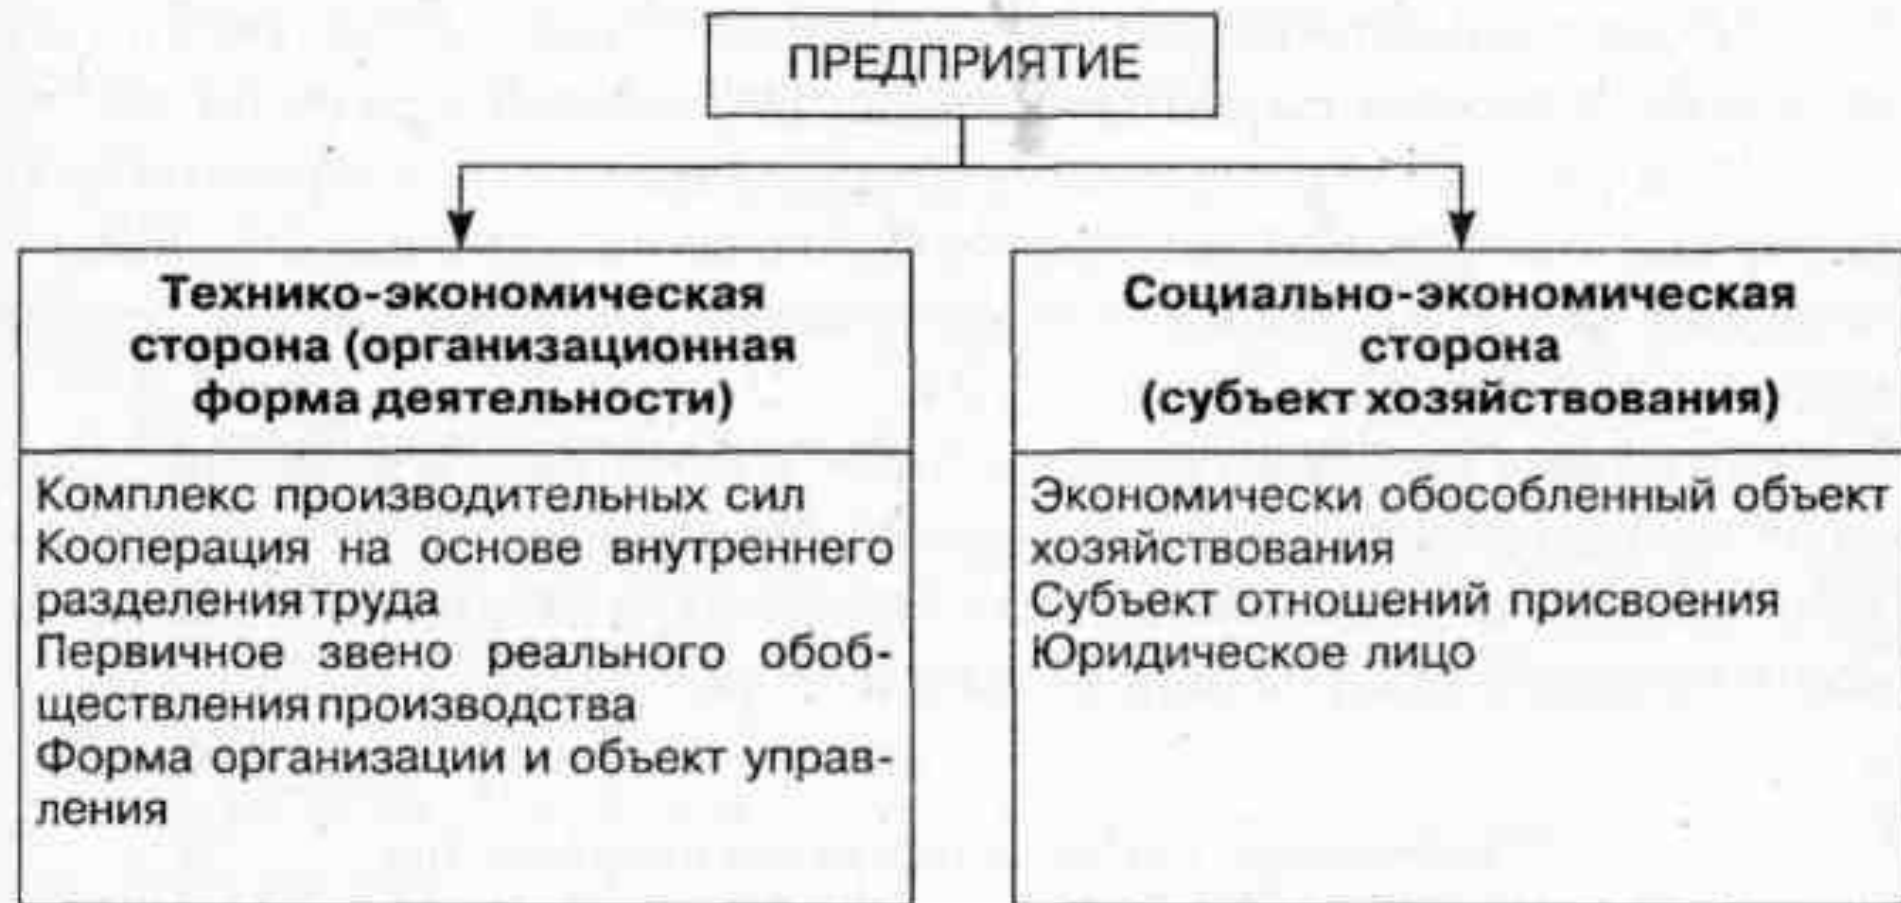 ПРЕДПРИЯТИЕ
Технико-экономическая
сторона (организационная
форма деятельности)
Комплекс производительных сил
Кооперация на основе внутреннего
разделения труда
Первичное звено реального обоб-
ществления производства
Форма организации и объект управ-
ления
Социально-экономическая
сторона
(субъект хозяйствования)
Экономически обособленный объект
хозяйствования
Субъект отношений присвоения
Юридическое лицо